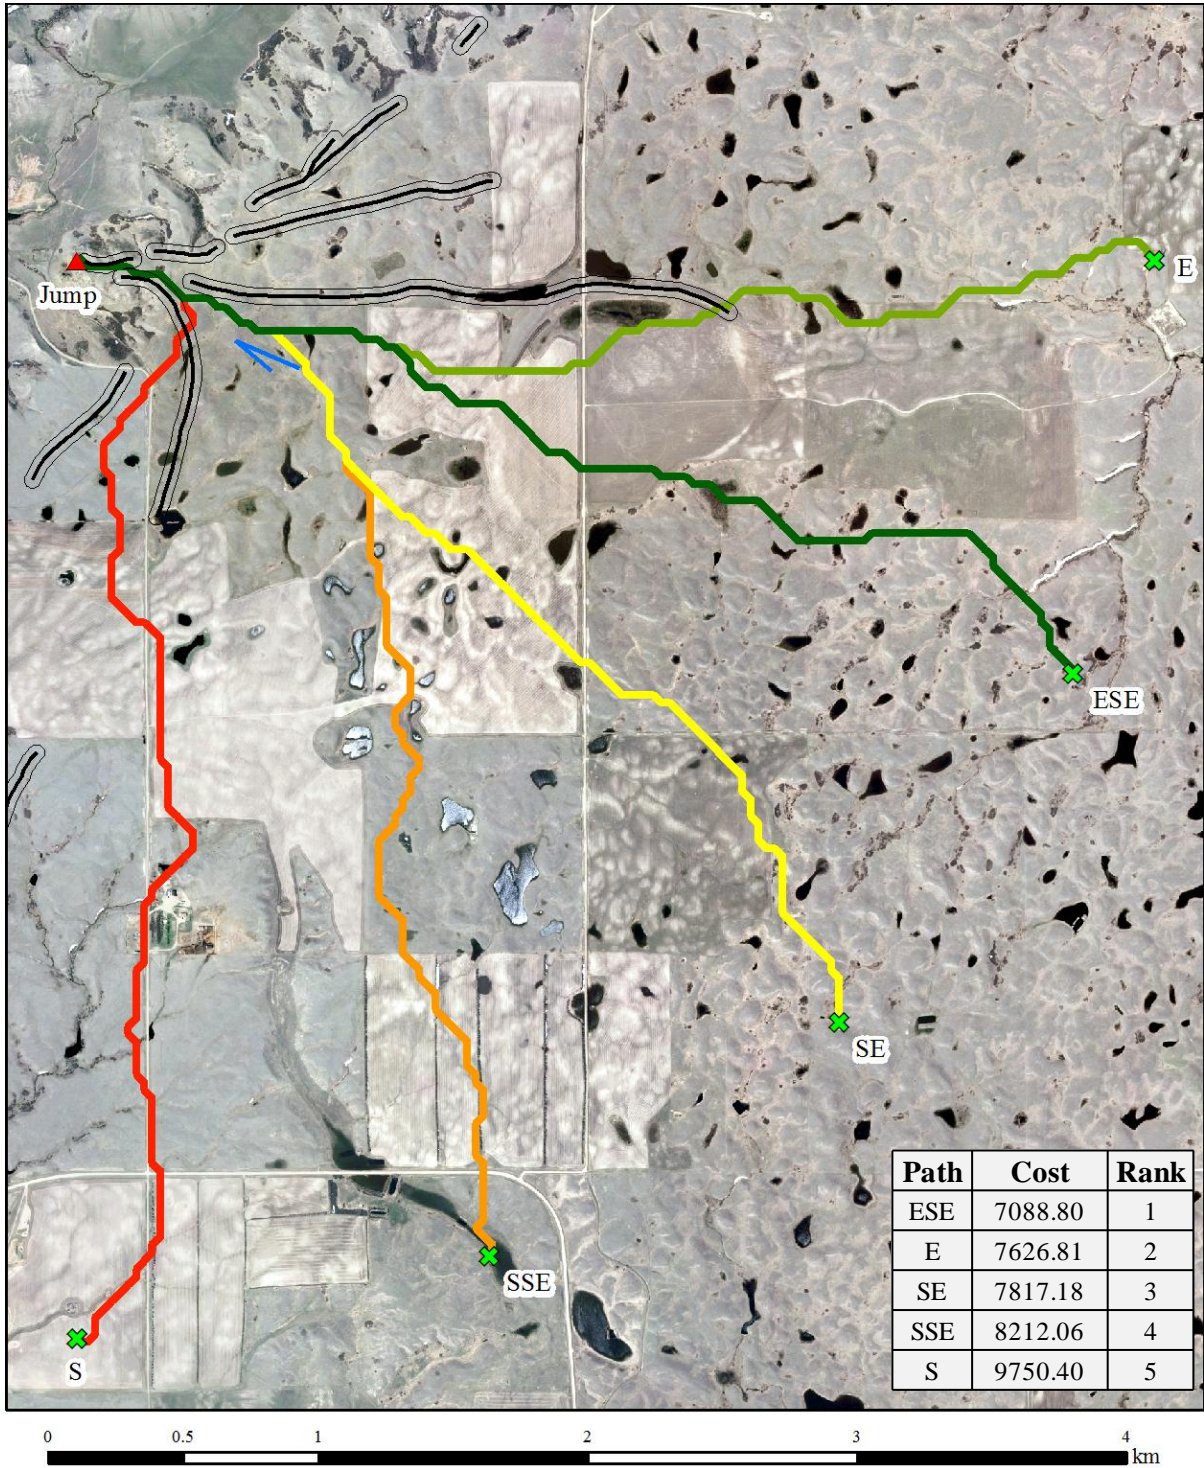 Jump
E
ESE
SE
SSE
S
Path Cost Rank
ESE 7088.80 1
E 7626.81 2
SE 7817.18 3
SSE 8212.06 4
S 9750.40 5
0 0.5 1 2 3 4 km